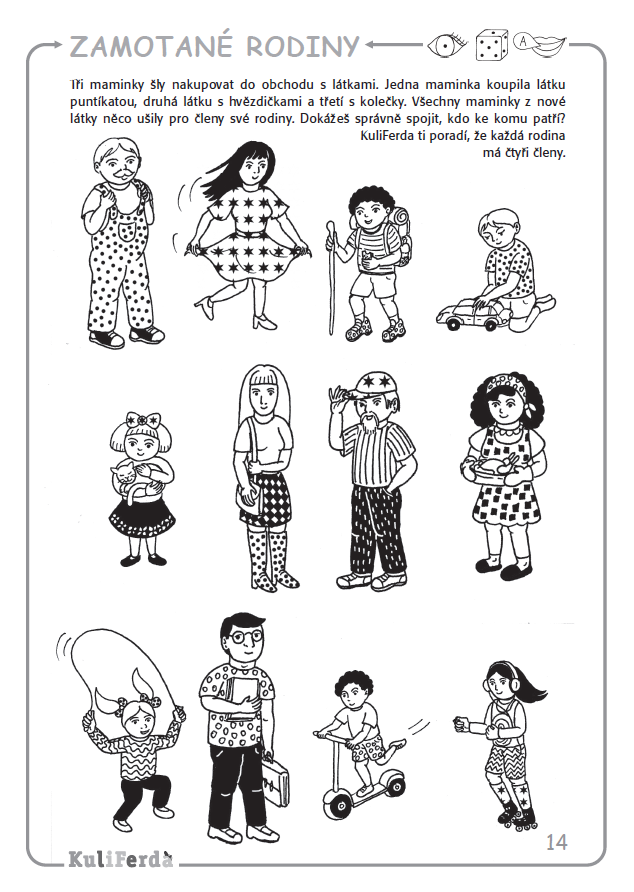 ZAMOTANÉ RODINY
A
Tři maminky šly nakupovat do obchodu s látkami. Jedna maminka koupila látku
puntíkatou, druhá látku s hvězdičkami a třetí s kolečky. Všechny maminky z nové
látky něco ušily pro členy své rodiny. Dokážeš správně spojit, kdo ke komu patří?
KuliFerda ti poradí, že každá rodina
má čtyři členy.
14
KuliFerda